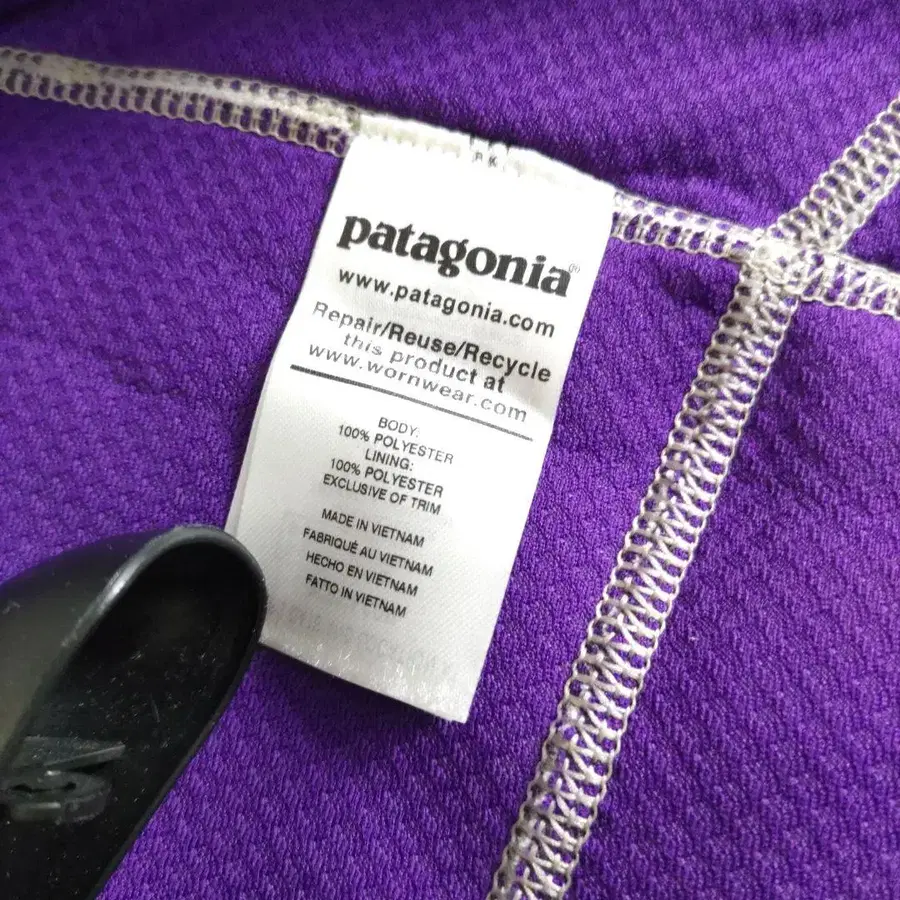 patagonia®
www.patagonia.com
Repair/Reuse/Recycle
this product at
www.wornwear.com
BODY:
100% POLYESTER
LINING:
100% POLYESTER
EXCLUSIVE OF TRIM
MADE IN VIETNAM
FABRIQUÉ AU VIETNAM
HECHO EN VIETNAM
FATTO IN VIETNAM